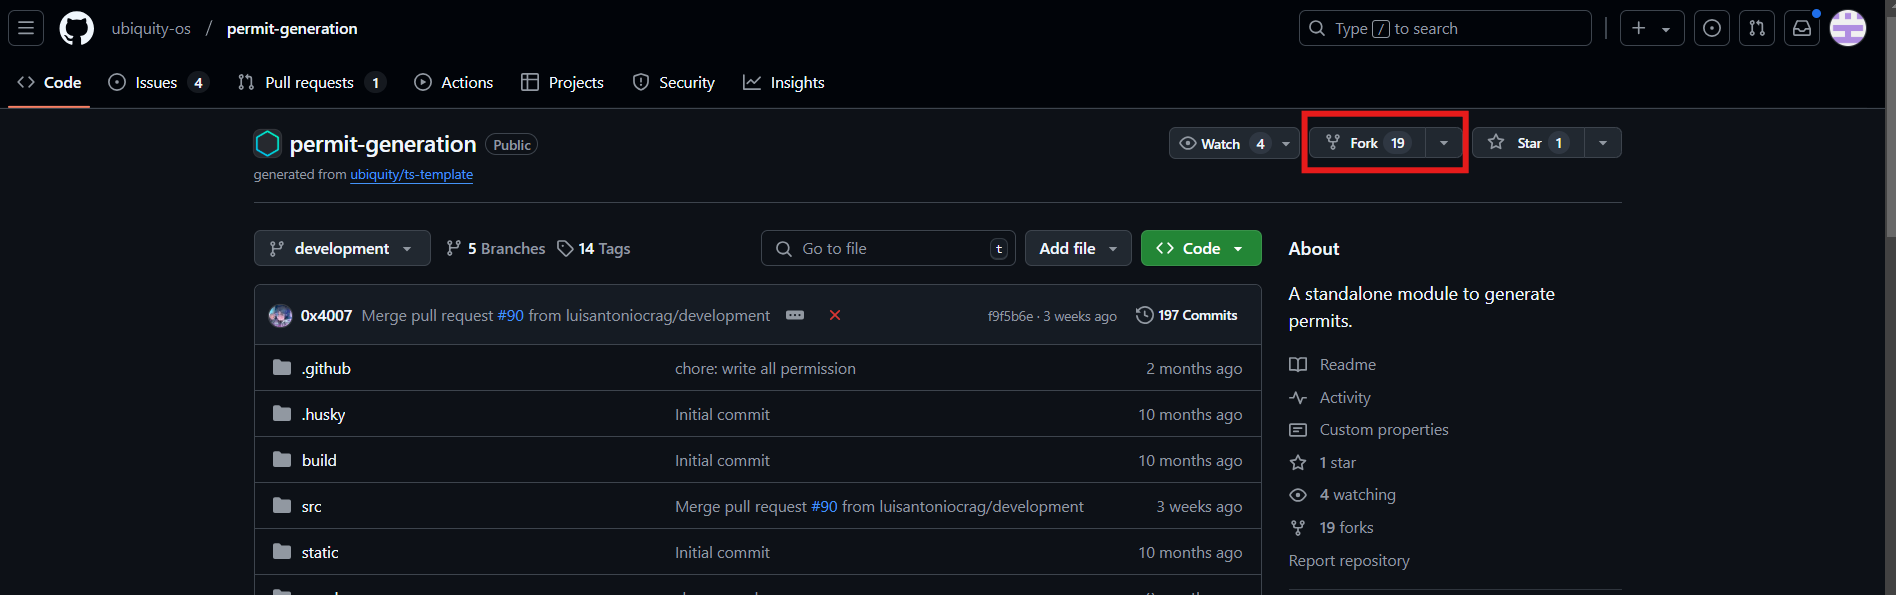 ubiquity-os / permit-generation
Type / to search
Code
Issues 4
Pull requests 1
Actions
Projects
Security
Insights
permit-generation Public
Watch 4
Fork 19
Star 1
generated from ubiquity/ts-template
development
5 Branches
14 Tags
Go to file t
Add file
Code
0x4007 Merge pull request #90 from luisantoniocrag/development
f9f5b6e · 3 weeks ago
197 Commits
.github chore: write all permission 2 months ago
.husky Initial commit 10 months ago
build Initial commit 10 months ago
src Merge pull request #90 from luisantoniocrag/development 3 weeks ago
static Initial commit 10 months ago
About
A standalone module to generate
permits.
Readme
Activity
Custom properties
1 star
4 watching
19 forks
Report repository